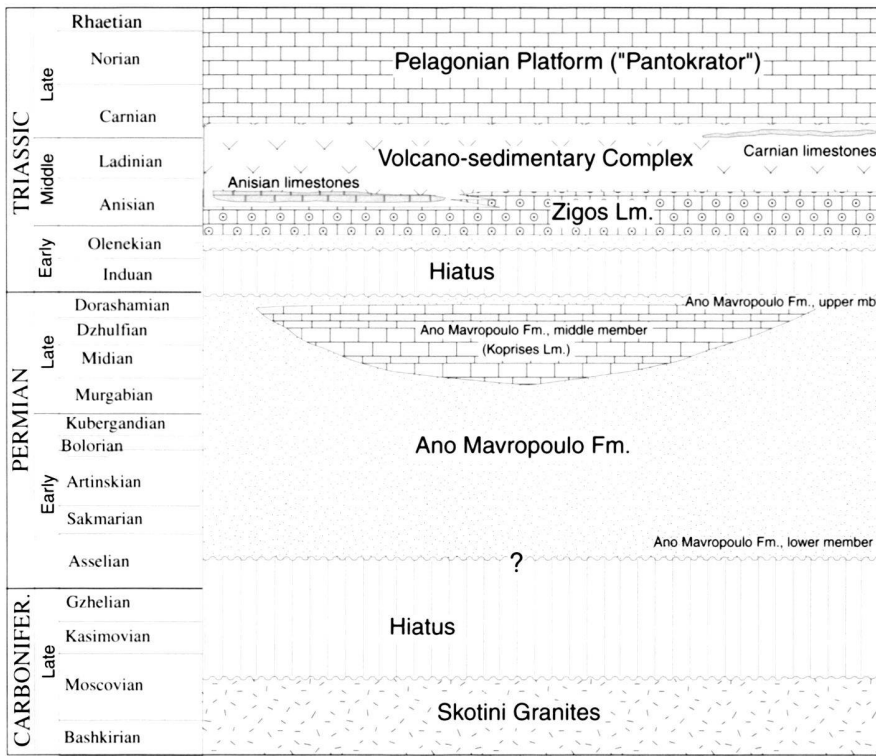 Rhaetian
Norian
Carnian
Ladinian
Anisian
Olenekian
Induan
Dorashamian
Dzhulfian
Midian
Murgabian
Kubergandian
Bolorian
Artinskian
Sakmarian
Asselian
Gzhelian
Kasimovian
Moscovian
Bashkirian
TRIASSIC
Late
Middle
Early
PERMIAN
Late
Early
CARBONIFER.
Late
Pelagonian Platform ("Pantokrator")
Carnian limestones
Volcano-sedimentary Complex
Anisian limestones
Zigos Lm.
Hiatus
Ano Mavropoulo Fm., upper mb
Ano Mavropoulo Fm., middle member
(Koprises Lm.)
Ano Mavropoulo Fm.
Ano Mavropoulo Fm., lower member
?
Hiatus
Skotini Granites